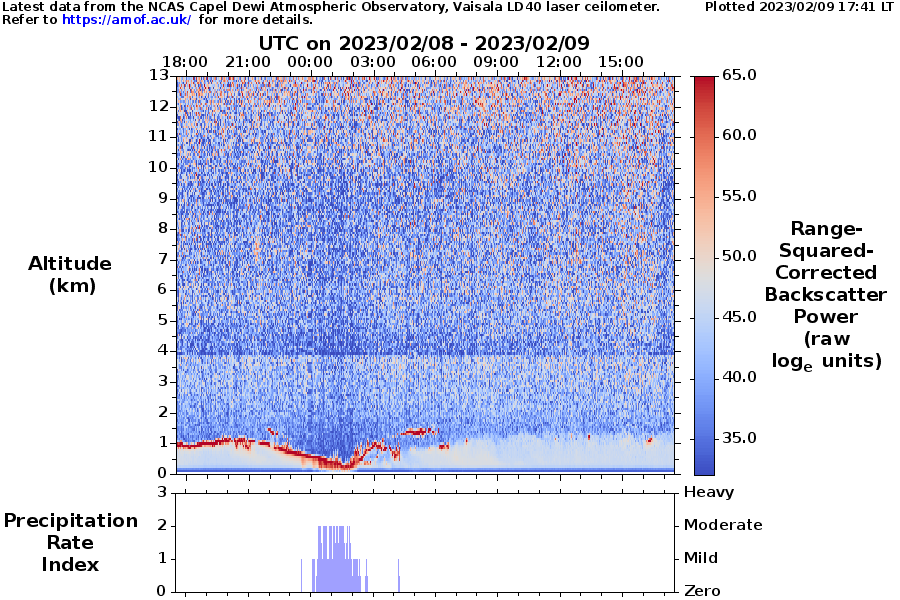 Latest data from the NCAS Capel Dewi Atmospheric Observatory, Vaisala LD40 laser ceilometer. Plotted 2023/02/09 17:41 LT
Refer to https://amof.ac.uk/ for more details.
UTC on 2023/02/08 - 2023/02/09
18:00 21:00 00:00 03:00 06:00 09:00 12:00 15:00
13
12
11
10
9
8
7
6
5
4
3
2
1
0
Altitude
(km)
65.0
60.0
55.0
50.0
45.0
40.0
35.0
Range-
Squared-
Corrected
Backscatter
Power
(raw
loge units)
3
2
1
0
Precipitation
Rate
Index
Heavy
Moderate
Mild
Zero